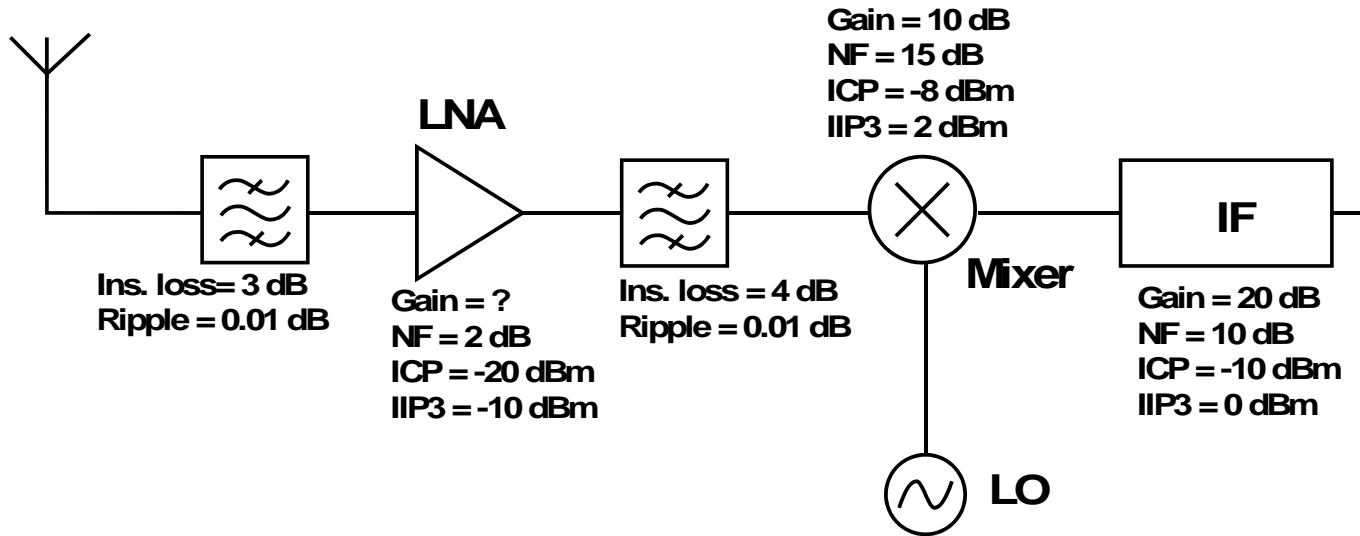 Gain = 10 dB
NF = 15 dB
ICP = -8 dBm
IIP3 = 2 dBm
LNA
IF
Mixer
Ins. loss= 3 dB
Ripple = 0.01 dB
Gain = ?
NF = 2 dB
ICP = -20 dBm
IIP3 = -10 dBm
Ins. loss = 4 dB
Ripple = 0.01 dB
Gain = 20 dB
NF = 10 dB
ICP = -10 dBm
IIP3 = 0 dBm
LO